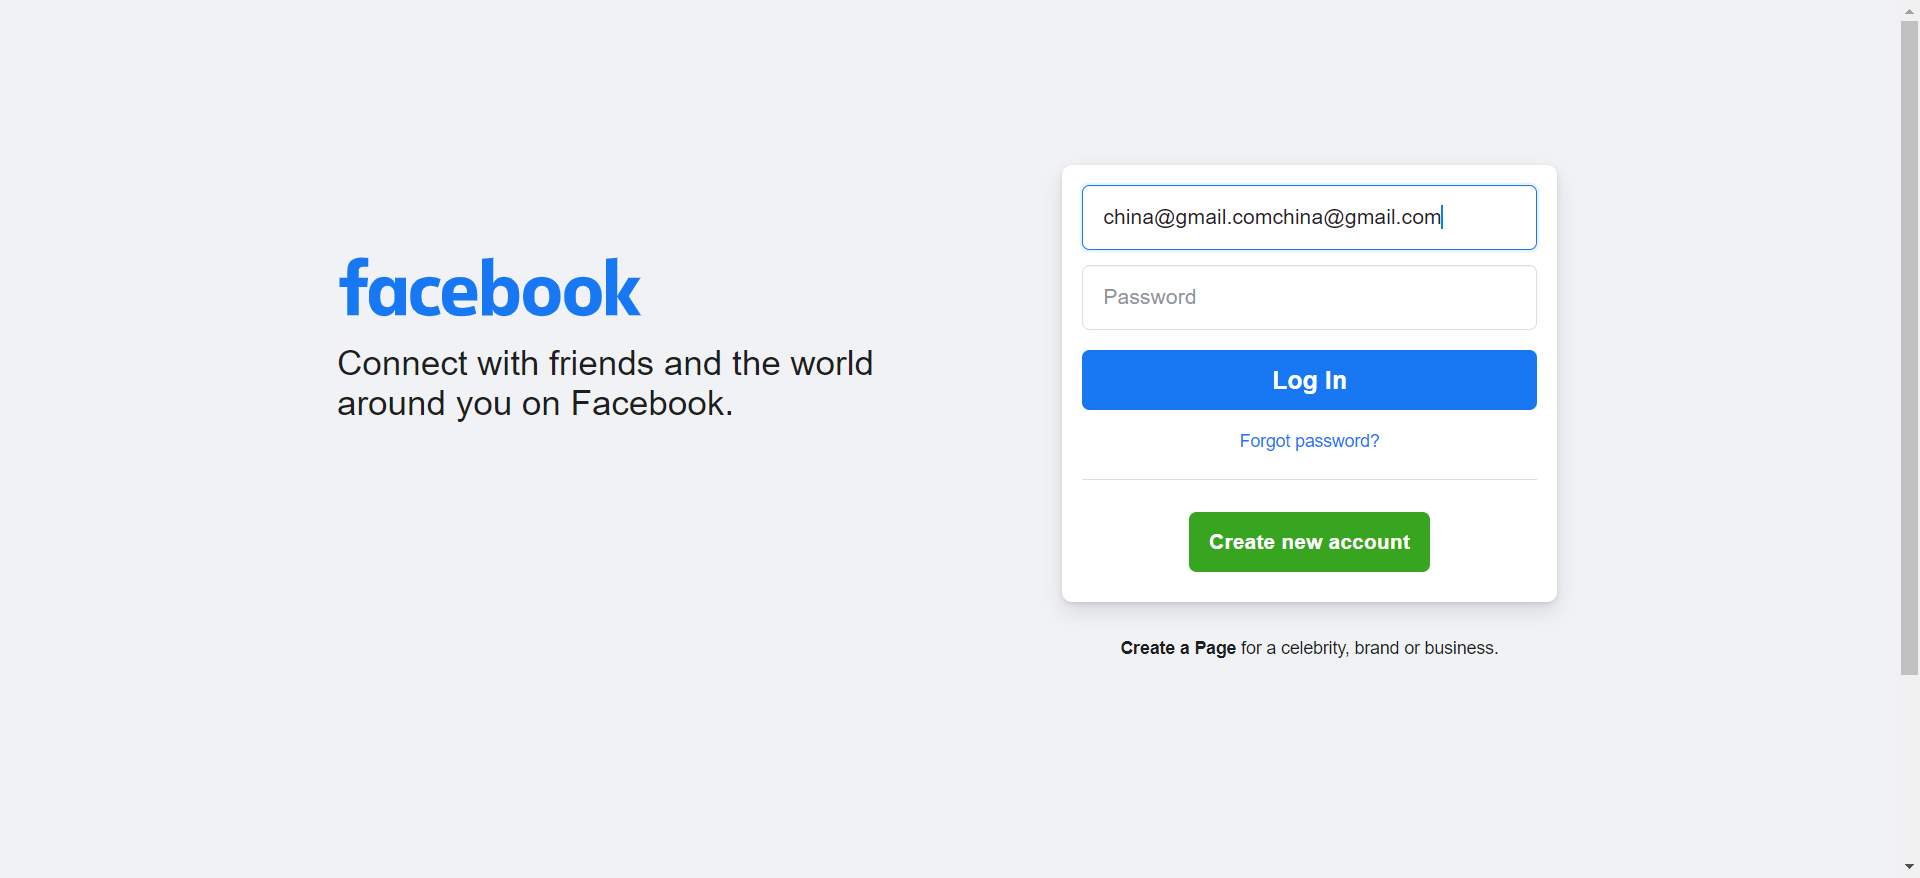 facebook
Connect with friends and the world
around you on Facebook.
china@gmail.comchina@gmail.com
Password
Log In
Forgot password?
Create new account
Create a Page for a celebrity, brand or business.